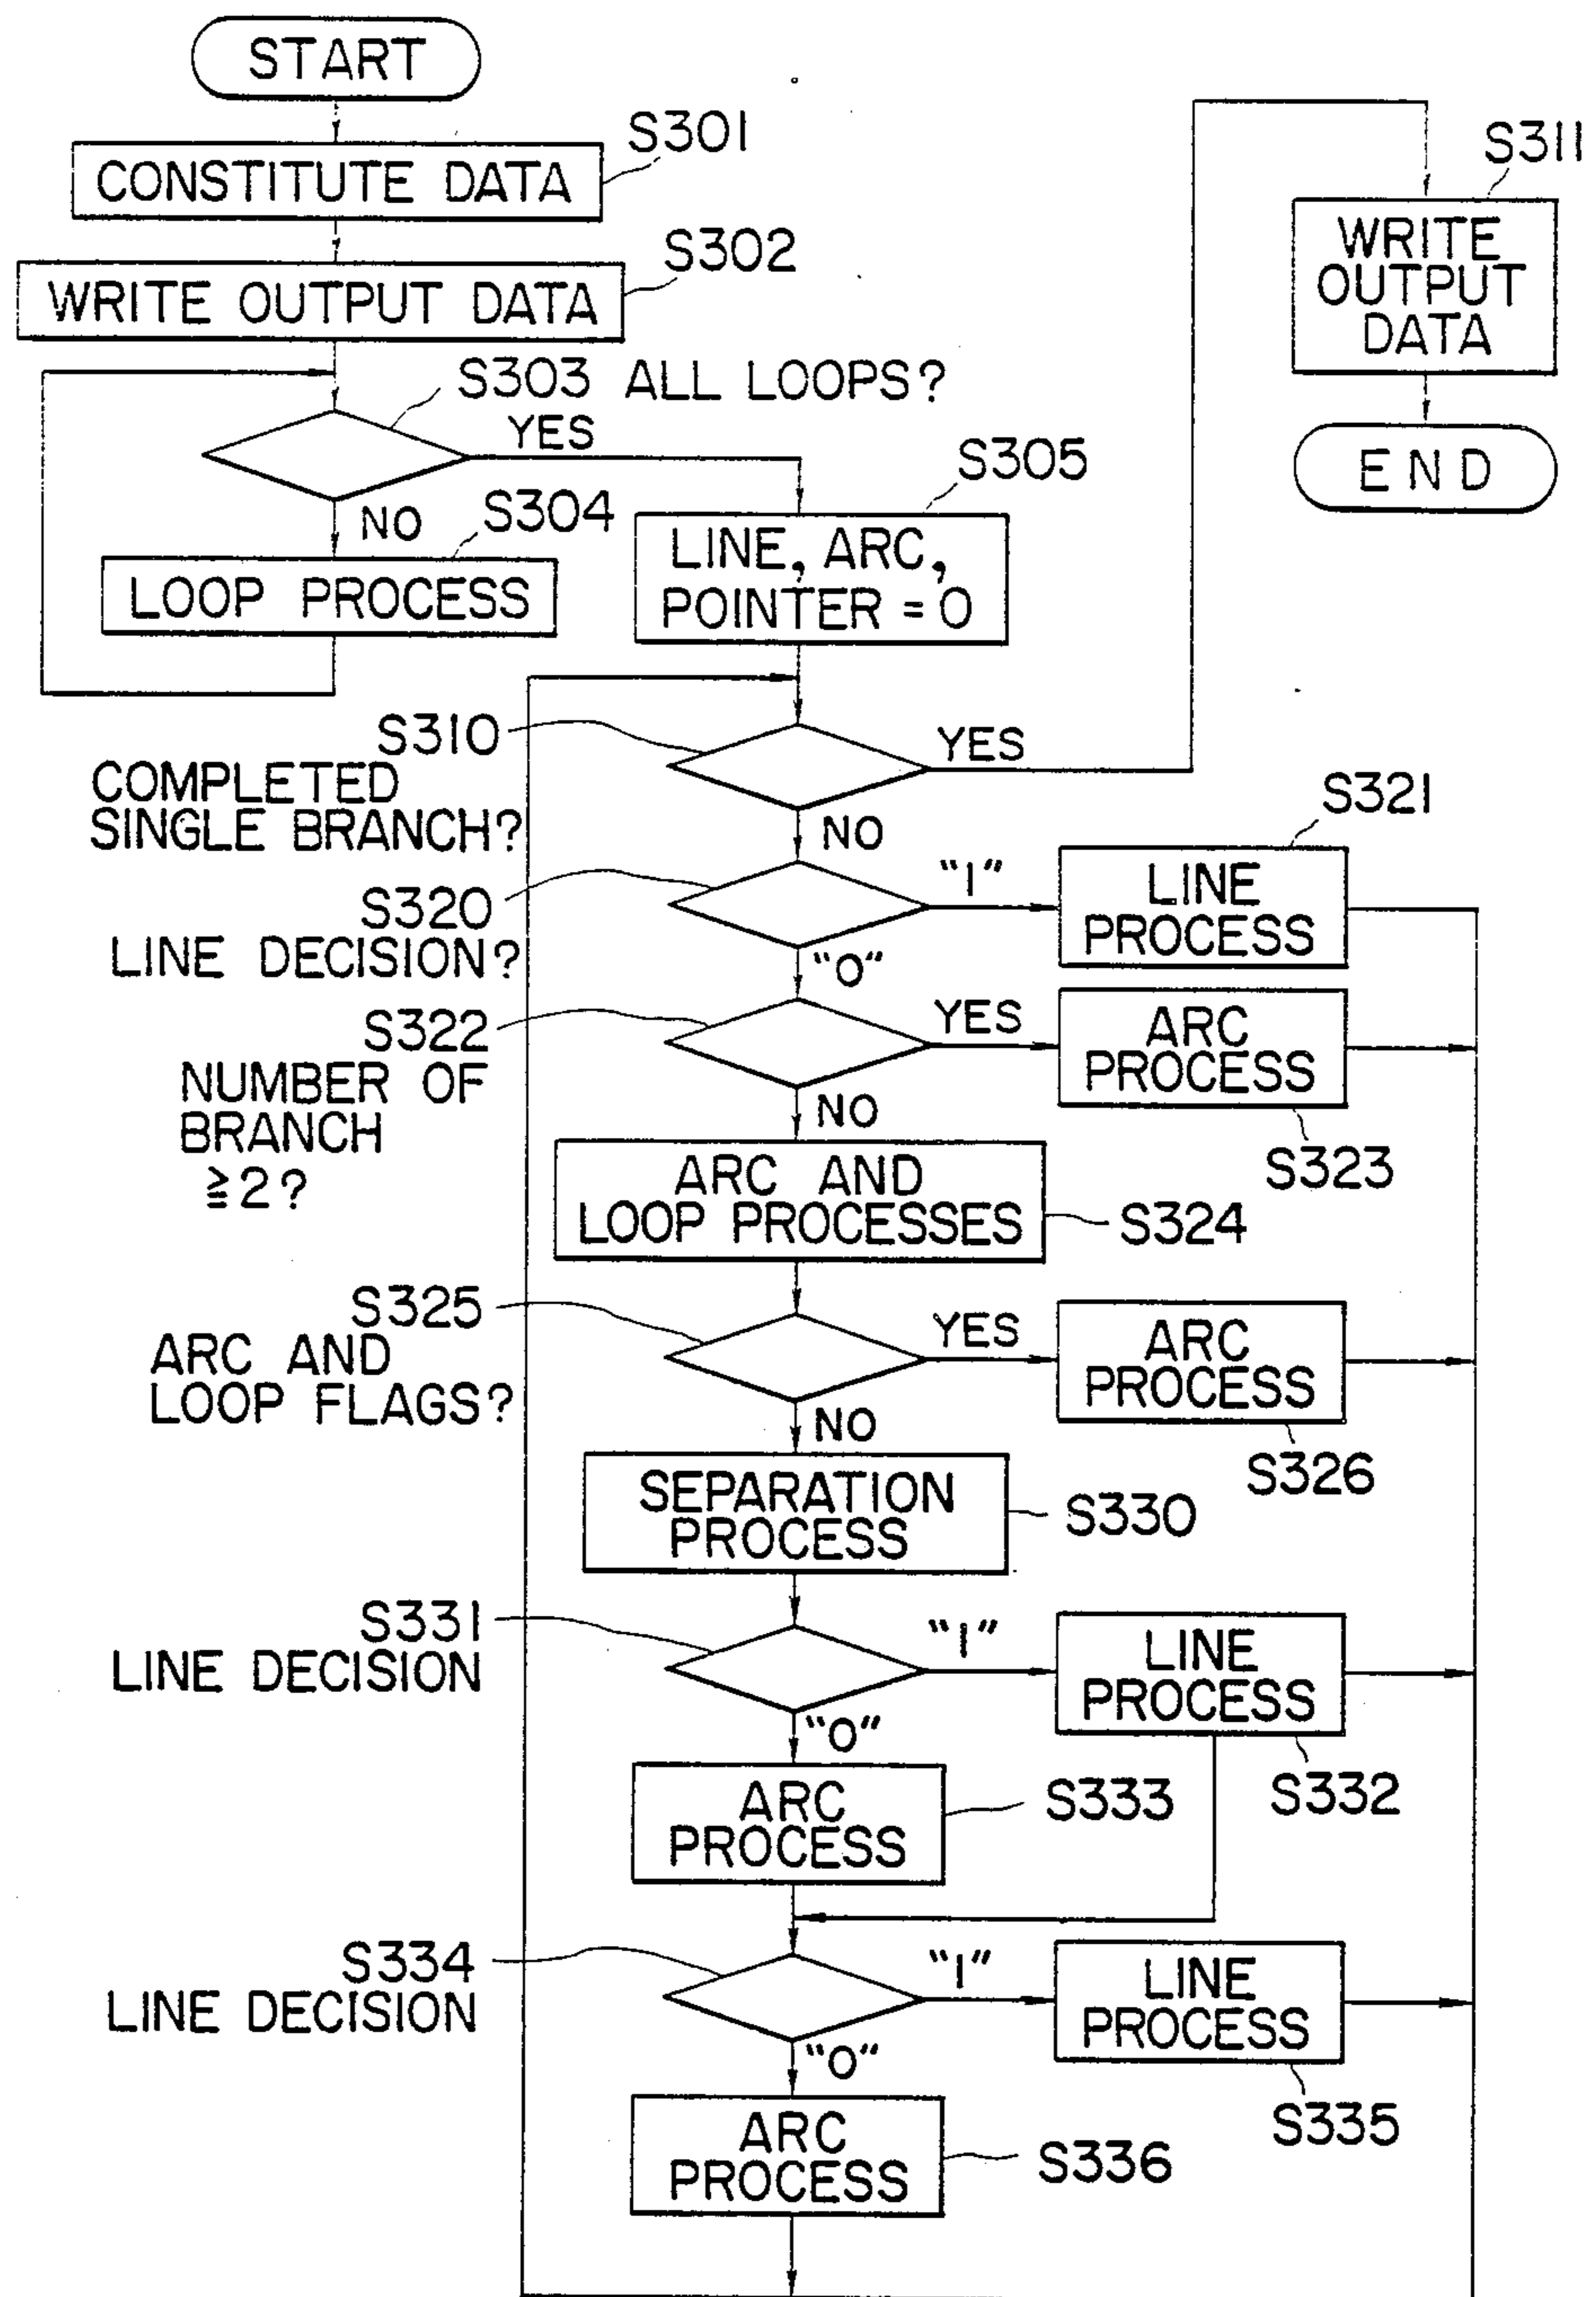 START
S301
CONSTITUTE DATA
S302
WRITE OUTPUT DATA
S303 ALL LOOPS?
YES
NO
S304
LOOP PROCESS
S305
LINE, ARC,
POINTER = 0
S311
WRITE
OUTPUT
DATA
END
S310
COMPLETED
SINGLE BRANCH?
YES
NO
S320
LINE DECISION?
"1"
S321
LINE
PROCESS
"0"
S322
NUMBER OF
BRANCH
≧2?
YES
ARC
PROCESS
S323
NO
ARC AND
LOOP PROCESSES
S324
S325
ARC AND
LOOP FLAGS?
YES
ARC
PROCESS
S326
NO
SEPARATION
PROCESS
S330
S331
LINE DECISION
"1"
LINE
PROCESS
S332
"0"
ARC
PROCESS
S333
S334
LINE DECISION
"1"
LINE
PROCESS
S335
"0"
ARC
PROCESS
S336